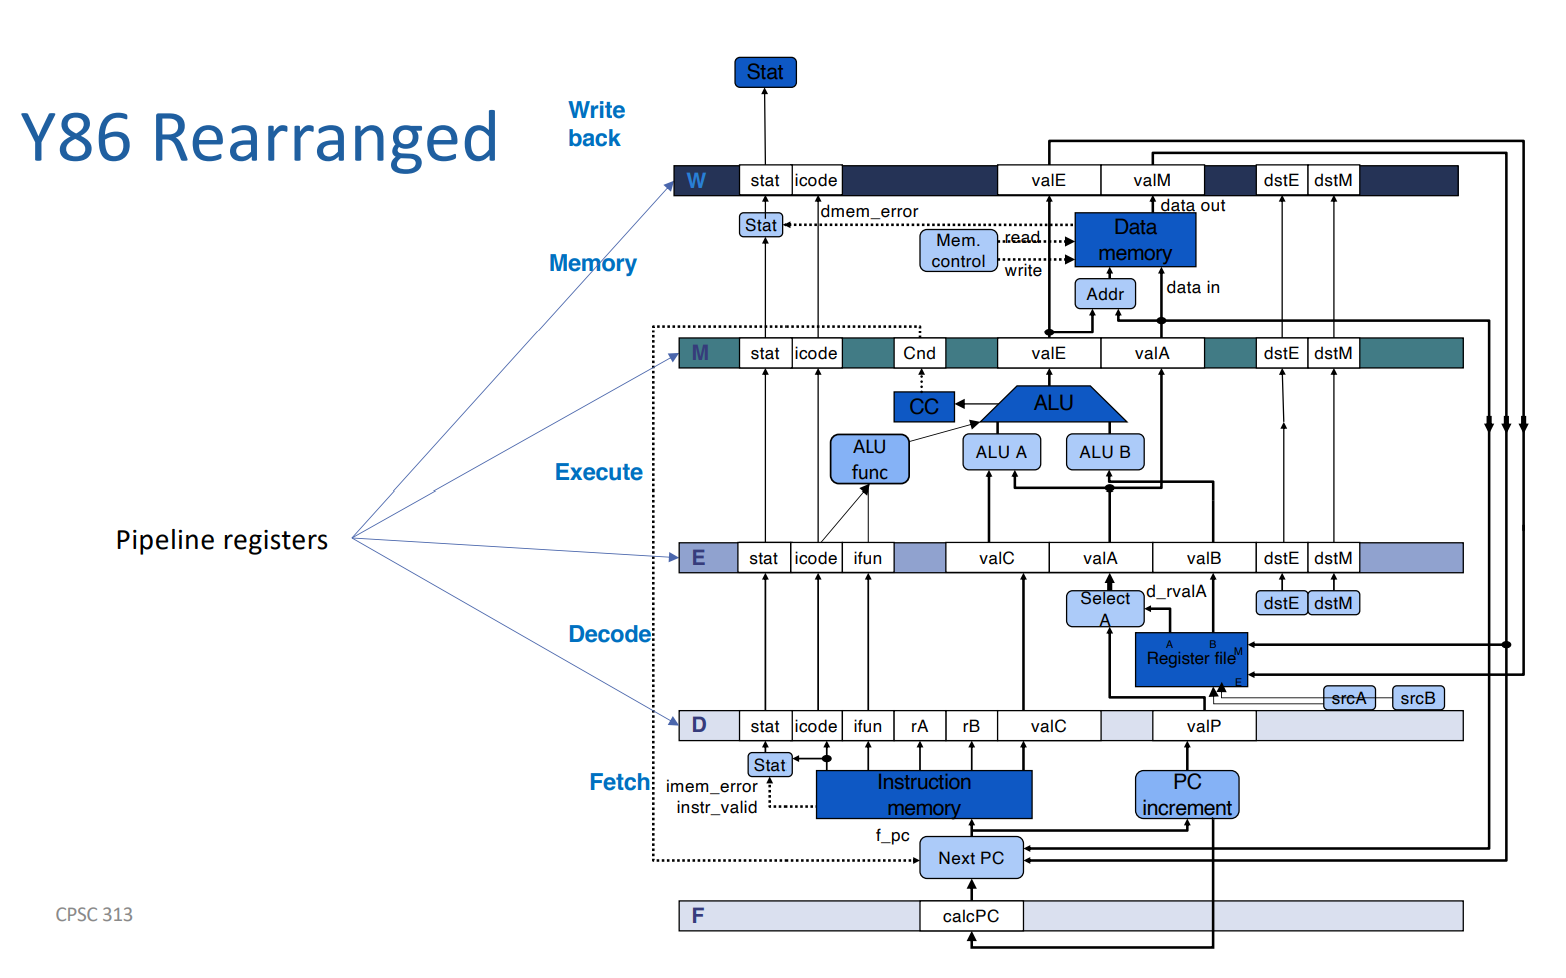 Y86 Rearranged
Stat
Write
back
W
stat
icode
valE
valM
dstE
dstM
Stat
dmem_error
data out
Mem.
control
read
write
Data
memory
Memory
Addr
data in
M
stat
icode
Cnd
valE
valA
dstE
dstM
CC
ALU
ALU
func
ALU A
ALU B
Execute
Pipeline registers
E
stat
icode
ifun
valC
valA
valB
dstE
dstM
Select
A
d_rvalA
dstE
dstM
Decode
A
B
Register file
M
E
srcA
srcB
D
stat
icode
ifun
rA
rB
valC
valP
Stat
Fetch
imem_error
instr_valid
Instruction
memory
PC
increment
f_pc
Next PC
F
calcPC
CPSC 313